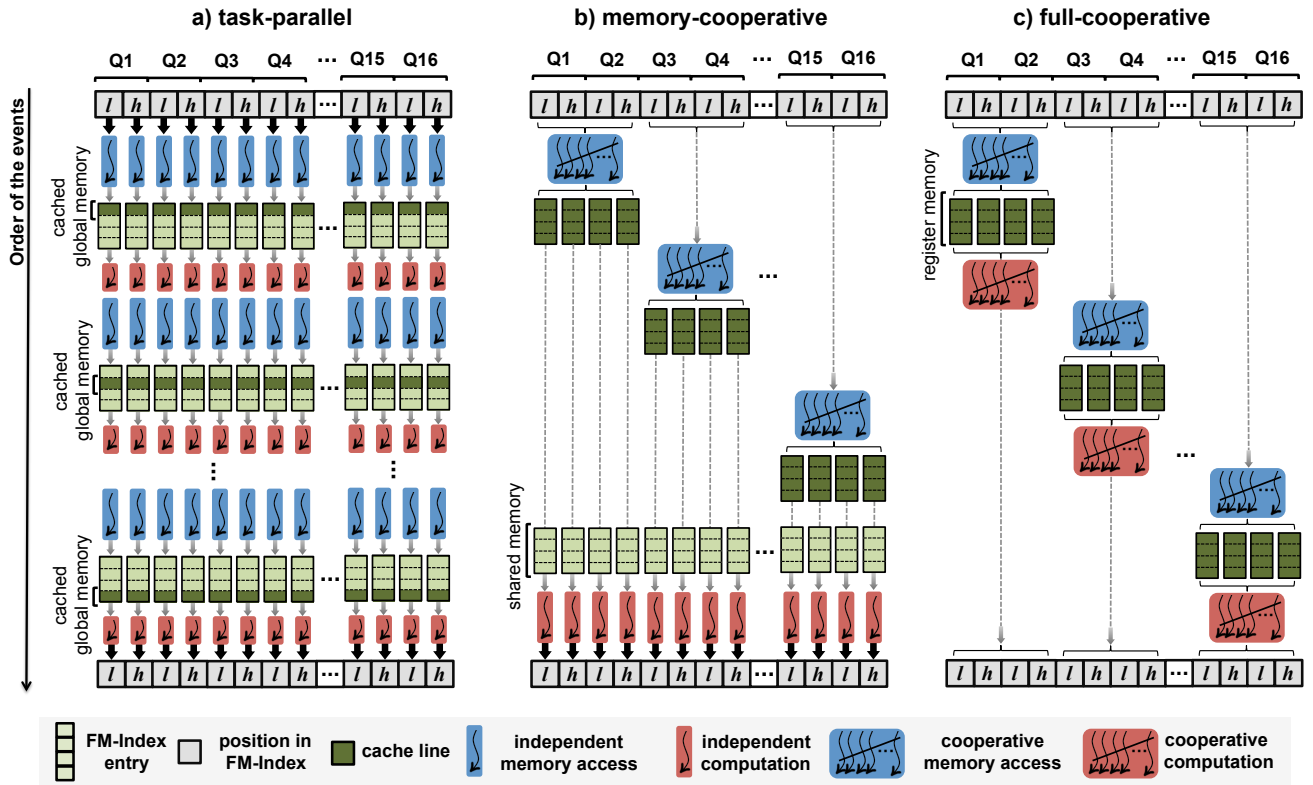 a) task-parallel
b) memory-cooperative
c) full-cooperative
Q1 Q2 Q3 Q4 ... Q15 Q16
Q1 Q2 Q3 Q4 ... Q15 Q16
Q1 Q2 Q3 Q4 ... Q15 Q16
l h l h l h l h ... l h l h
l h l h l h l h ... l h l h
l h l h l h l h ... l h l h
Order of the events
cached
global memory
...
cached
global memory
...
... ...
cached
global memory
...
l h l h l h l h ... l h l h
...
...
...
...
shared memory
...
l h l h l h l h ... l h l h
...
register memory
...
...
...
...
...
...
l h l h l h l h ... l h l h
FM-Index
entry
position in
FM-Index
cache line
independent
memory access
independent
computation
...
cooperative
memory access
...
cooperative
computation